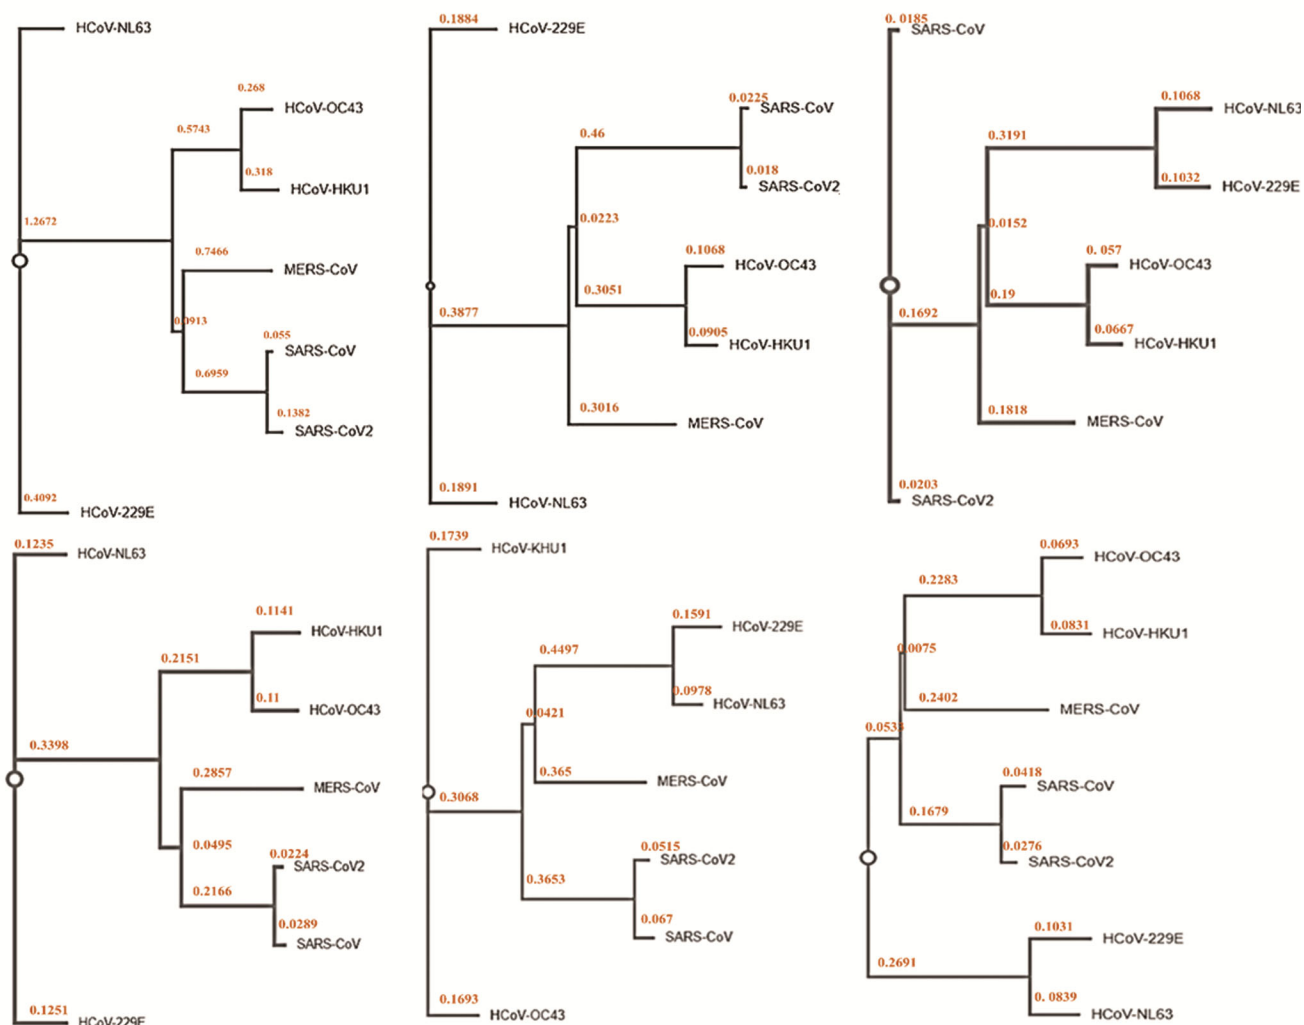 HCoV-NL63
0.268
HCoV-OC43
0.5743
0.318
HCoV-HKU1
1.2672
0.7466
MERS-CoV
0.0913
0.055
SARS-CoV
0.6959
0.1382
SARS-CoV2
0.4092
HCoV-229E
0.1884
HCoV-229E
0.0225
SARS-CoV
0.46
0.018
SARS-CoV2
0.0223
0.1068
HCoV-OC43
0.3051
0.3877
0.0905
HCoV-HKU1
0.3016
MERS-CoV
0.1891
HCoV-NL63
0. 0185
SARS-CoV
0.1068
HCoV-NL63
0.3191
0.1032
HCoV-229E
0.0152
0. 057
HCoV-OC43
0.19
0.1692
0.0667
HCoV-HKU1
0.1818
MERS-CoV
0.0203
SARS-CoV2
0.1235
HCoV-NL63
0.1141
HCoV-HKU1
0.2151
0.11
HCoV-OC43
0.3398
0.2857
MERS-CoV
0.0495
0.0224
SARS-CoV2
0.2166
0.0289
SARS-CoV
0.1251
HCoV-229E
0.1739
HCoV-KHU1
0.1591
HCoV-229E
0.4497
0.0978
HCoV-NL63
0.0421
0.365
MERS-CoV
0.3068
0.0515
SARS-CoV2
0.3653
0.067
SARS-CoV
0.1693
HCoV-OC43
0.0693
HCoV-OC43
0.2283
0.0831
HCoV-HKU1
0.0075
0.2402
MERS-CoV
0.0533
0.0418
SARS-CoV
0.1679
0.0276
SARS-CoV2
0.1031
HCoV-229E
0.2691
0. 0839
HCoV-NL63